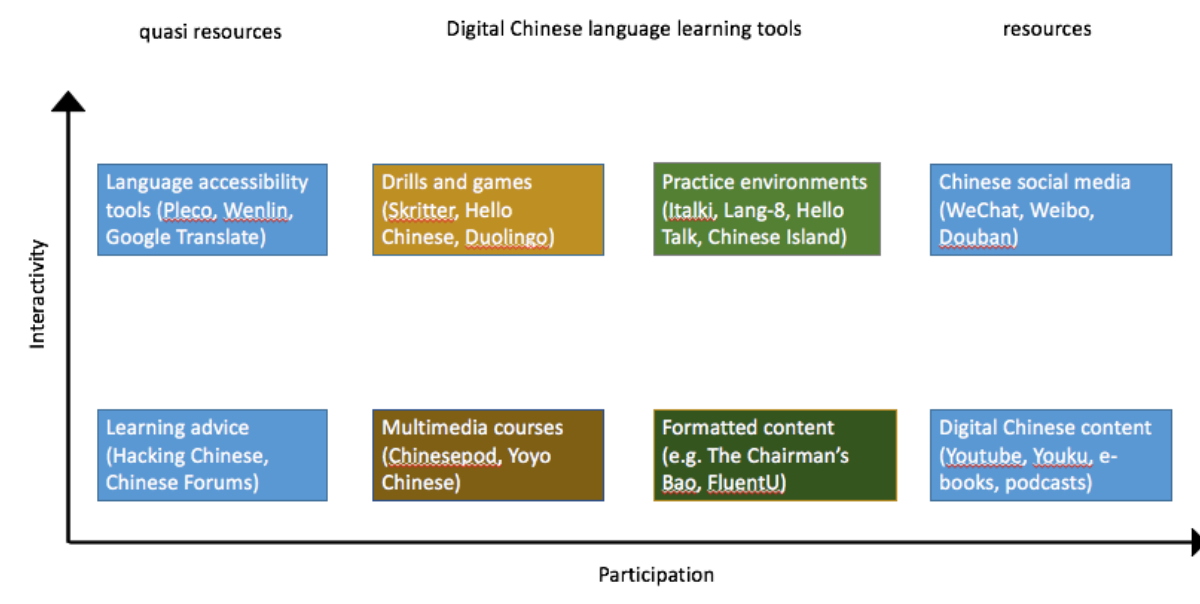 quasi resources
Digital Chinese language learning tools
resources
Interactivity
Language accessibility
tools (Pleco, Wenlin,
Google Translate)
Drills and games
(Skritter, Hello
Chinese, Duolingo)
Practice environments
(Italki, Lang-8, Hello
Talk, Chinese Island)
Chinese social media
(WeChat, Weibo,
Douban)
Learning advice
(Hacking Chinese,
Chinese Forums)
Multimedia courses
(Chinesepod, Yoyo
Chinese)
Formatted content
(e.g. The Chairman’s
Bao, FluentU)
Digital Chinese content
(Youtube, Youku, e-
books, podcasts)
Participation